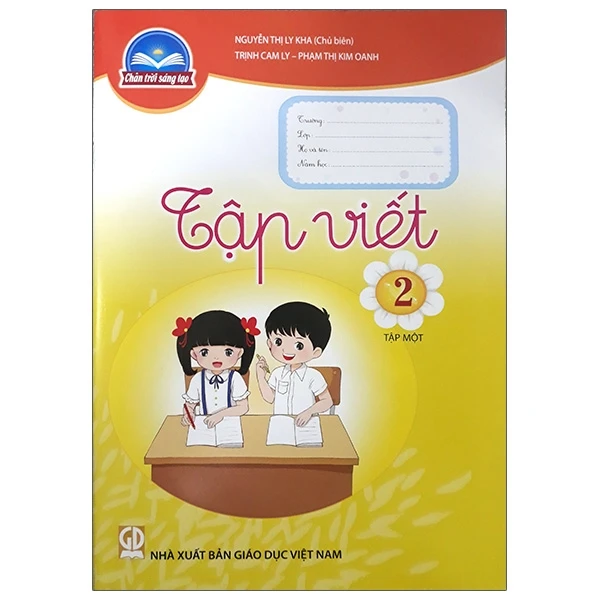 NGUYỄN THỊ LY KHA (Chủ biên)
TRỊNH CAM LY – PHẠM THỊ KIM OANH
Chân trời sáng tạo
Trường:
Lớp:
Họ và tên:
Năm học:
Tập viết
2
TẬP MỘT
GD
NHÀ XUẤT BẢN GIÁO DỤC VIỆT NAM